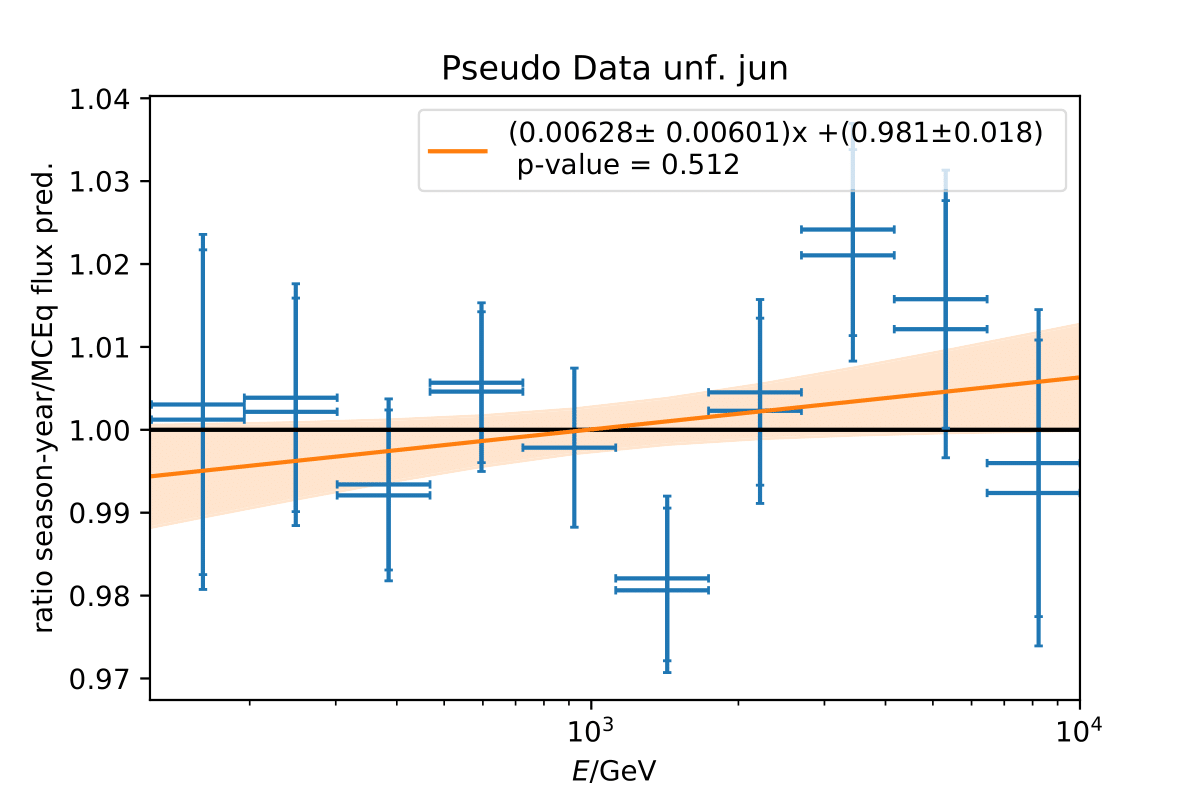 Pseudo Data unf. jun
(0.00628± 0.00601)x +(0.981±0.018)
p-value = 0.512
ratio season-year/MCEq flux pred.
1.04
1.03
1.02
1.01
1.00
0.99
0.98
0.97
10³ 10⁴
E/GeV